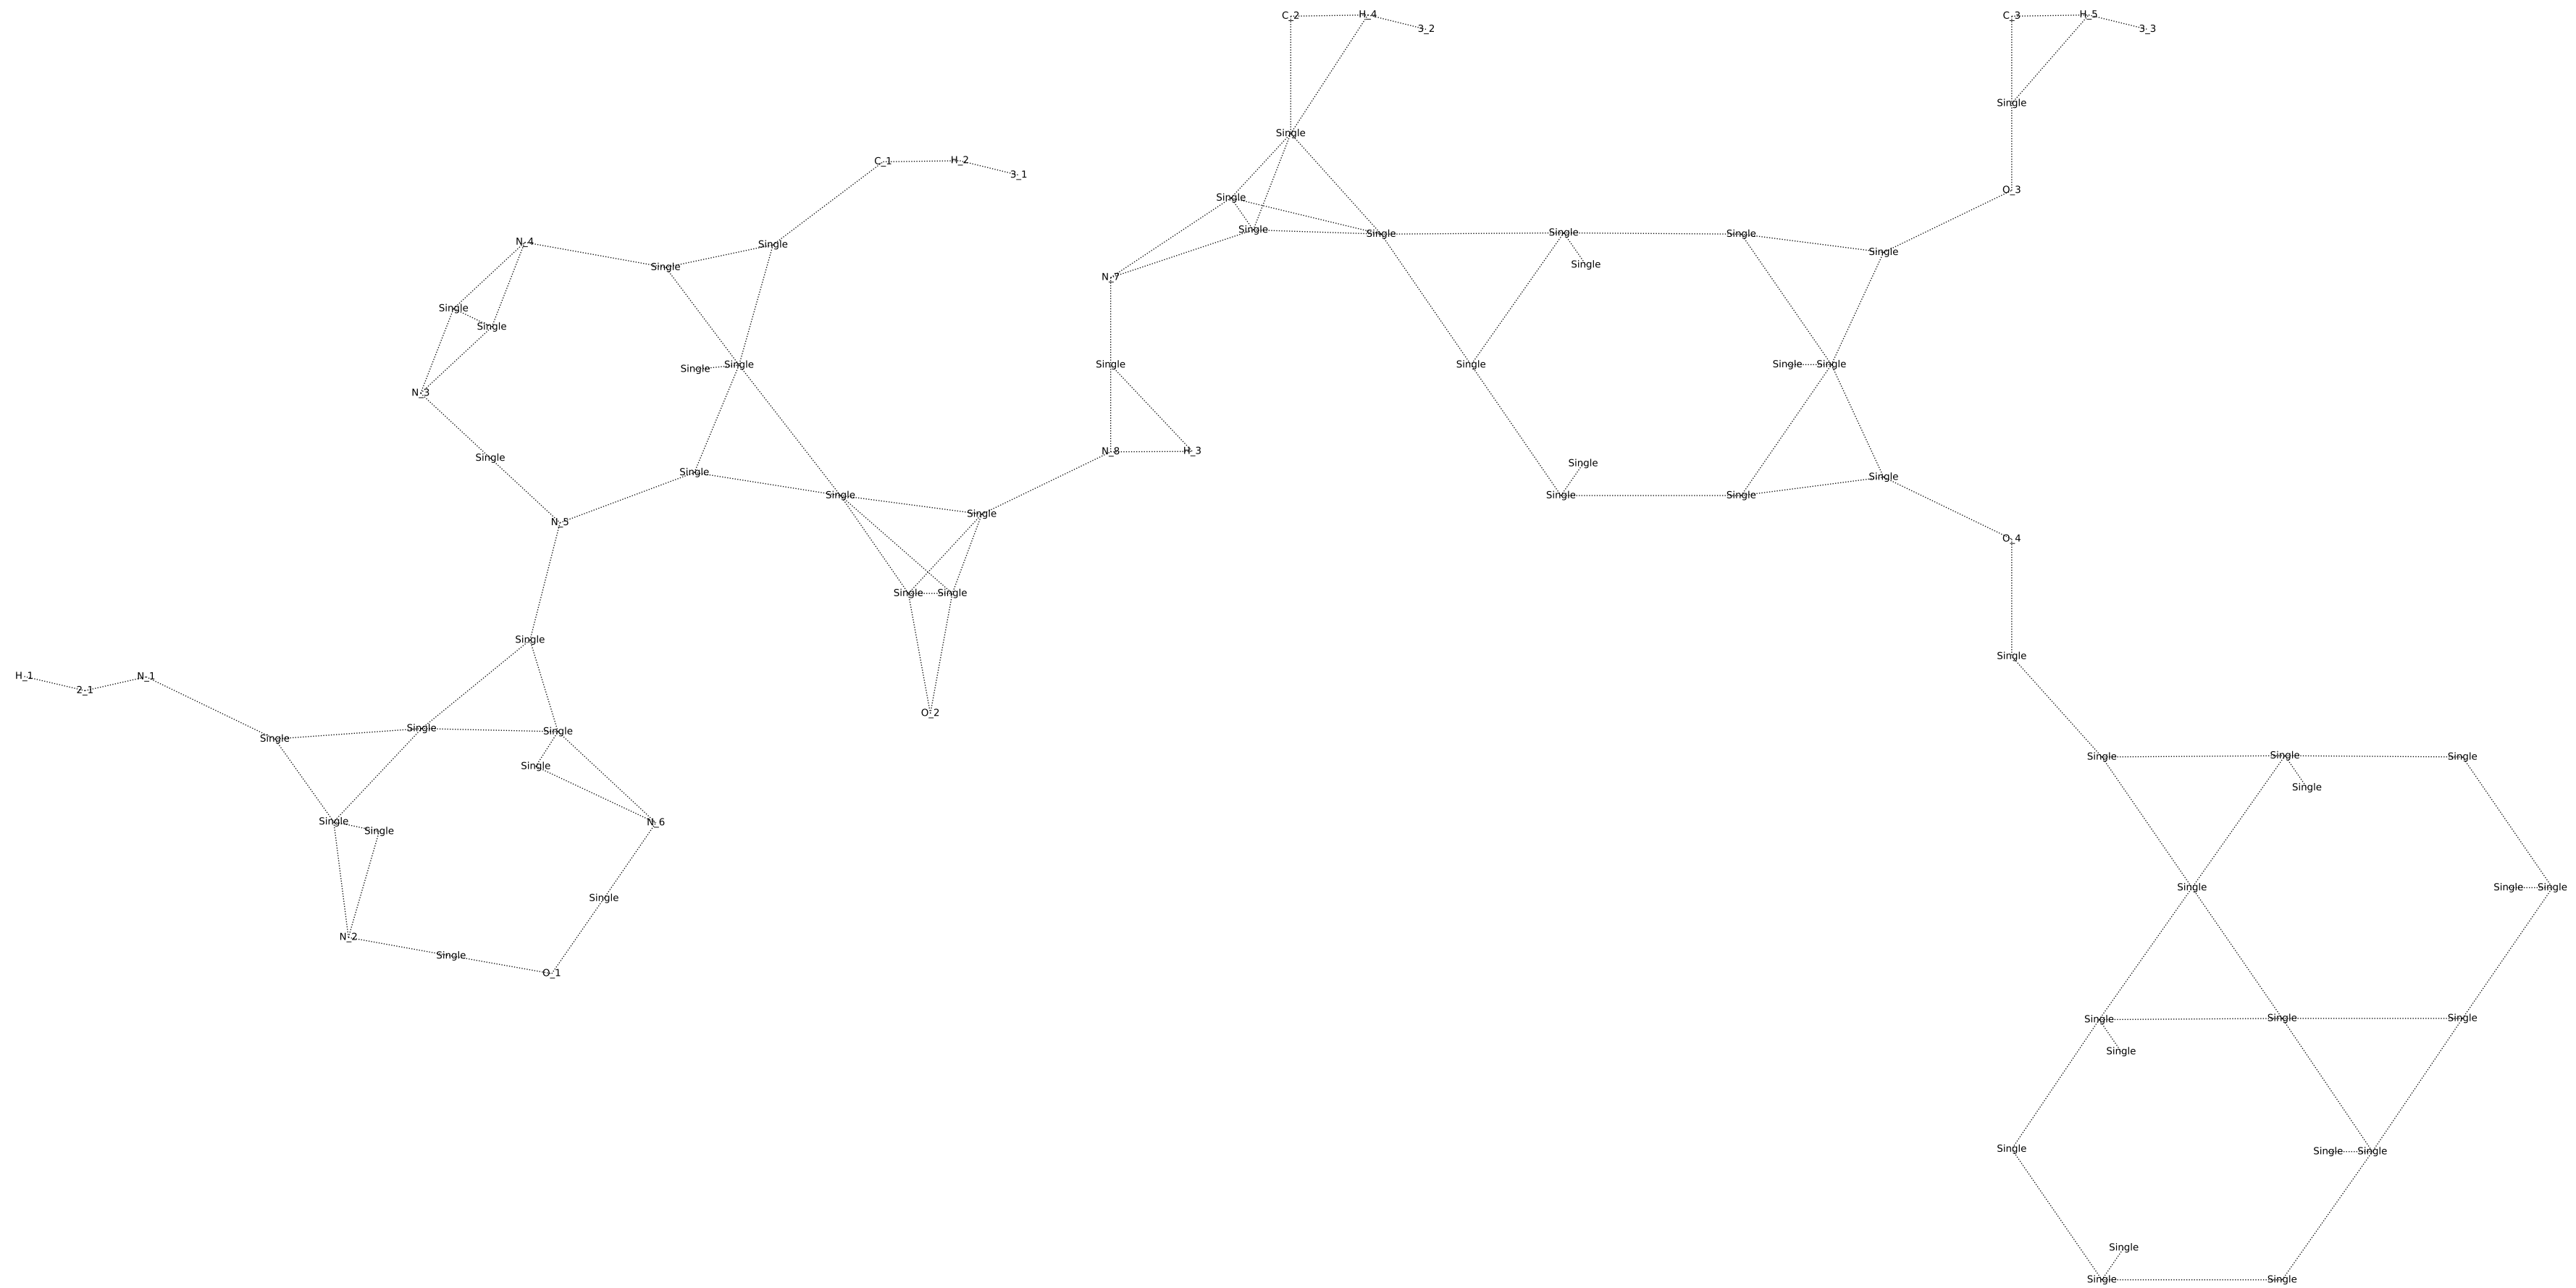 C_2 H_4 C_3 H_5
3_2 3_3
Single
Single
C_1 H_2
3_1
O_3
Single
Single Single Single Single
N_4 Single Single
Single Single
N_7
Single
Single
Single Single Single Single Single Single
N_3
N_8 H_3
Single Single
Single Single
Single Single Single
Single
N_5
O_4
Single Single
Single
Single
H_1 N_1
2_1
O_2
Single Single Single
Single Single Single
Single
Single
Single Single N_6
Single Single Single
Single
N_2
Single
O_1
Single Single Single
Single
Single Single Single
Single
Single Single